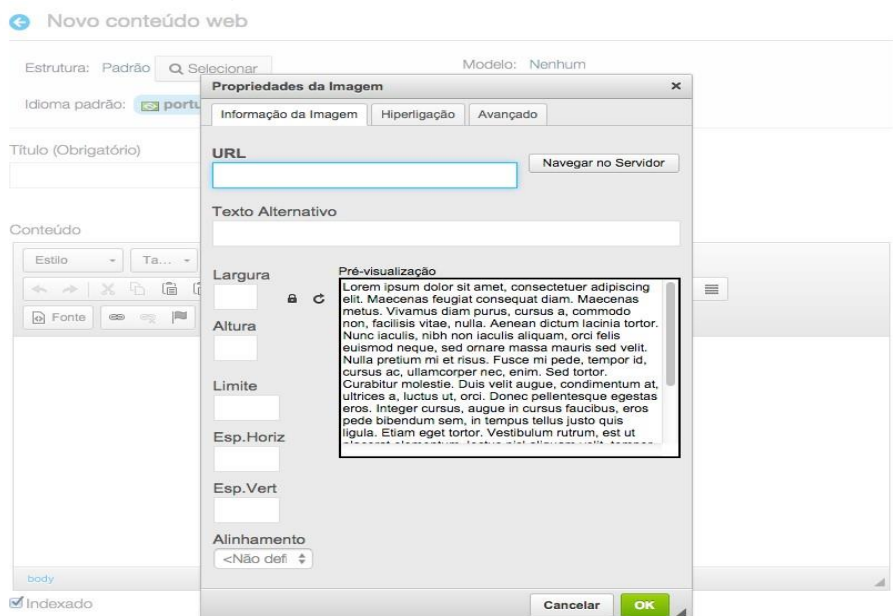 Novo conteúdo web
Estrutura: Padrão Selecionar
Modelo: Nenhum
Idioma padrão: portu
Título (Obrigatório)
Conteúdo
Estilo Ta...
Fonte
Propriedades da Imagem
Informação da Imagem Hiperligação Avançado
URL
Navegar no Servidor
Texto Alternativo
Largura
Altura
Limite
Esp.Horiz
Esp.Vert
Alinhamento
<Não defi
Pré-visualização
Lorem ipsum dolor sit amet, consectetuer adipiscing
elit. Maecenas feugiat consequat diam. Maecenas
metus. Vivamus diam purus, cursus a, commodo
non, facilisis vitae, nulla. Aenean dictum lacinia tortor.
Nunc iaculis, nibh non iaculis aliquam, orci felis
euismod neque, sed ornare massa mauris sed velit.
Nulla pretium mi et risus. Fusce mi pede, tempor id,
cursus ac, ullamcorper nec, enim. Sed tortor.
Curabitur molestie. Duis velit augue, condimentum at,
ultrices a, luctus ut, orci. Donec pellentesque egestas
eros. Integer cursus, augue in cursus faucibus, eros
pede bibendum sem, in tempus tellus justo quis
ligula. Etiam eget tortor. Vestibulum rutrum, est ut
Cancelar OK
body
Indexado